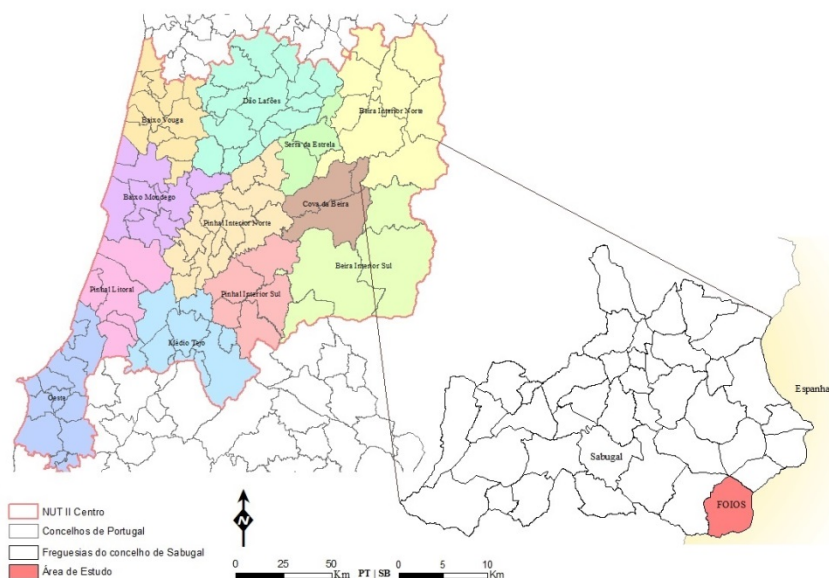 Dão Lafões
Beira Interior Norte
Baixo Vouga
Serra da Estrela
Baixo Mondego
Cova da Beira
Pinhal Interior Norte
Beira Interior Sul
Pinhal Litoral
Pinhal Interior Sul
Médio Tejo
Oeste
Espanha
Sabugal
FOIOS
NUT II Centro
Concelhos de Portugal
Freguesias do concelho de Sabugal
Área de Estudo
N
0 25 50 Km PT | SB 0 5 10 Km